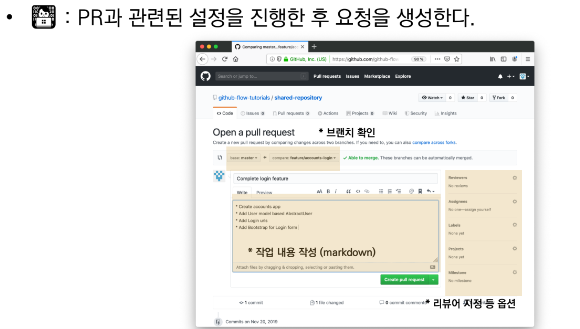 • : PR과 관련된 설정을 진행한 후 요청을 생성한다.
Comparing master...feature/acc
GitHub, Inc. (US) https://github.com/github-flow
Search or jump to... Pull requests Issues Marketplace Explore
github-flow-tutorials / shared-repository
Watch 0 Star 0 Fork 0
Code Issues 0 Pull requests 0 Actions Projects 0 Wiki Security Insights
Open a pull request * 브랜치 확인
Create a new pull request by comparing changes across two branches. If you need to, you can also compare across forks.
base: master compare: feature/accounts-login ✓ Able to merge. These branches can be automatically merged.
Complete login feature
Write Preview
* Create accounts app
* Add User model based AbstractUser
* Add Login urls
* Add Bootstrap for Login form
* 작업 내용 작성 (markdown)
Attach files by dragging & dropping, selecting or pasting them.
Create pull request
Reviewers
No reviews
Assignees
No one—assign yourself
Labels
None yet
Projects
None yet
Milestone
No milestone
* 리뷰어 지정 등 옵션
1 commit 1 file changed 0 commit comments
Commits on Nov 20, 2019